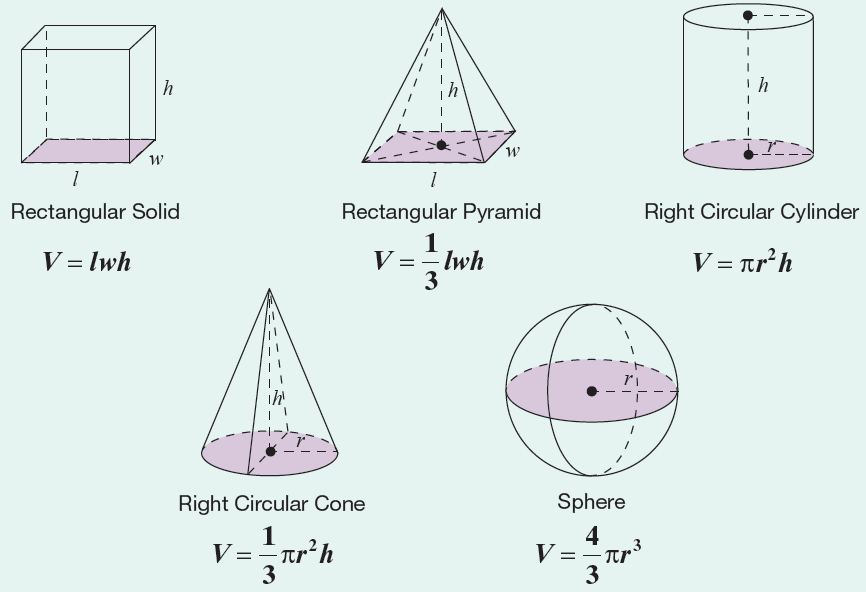 h
w
l
Rectangular Solid
V = lwh
h
w
l
Rectangular Pyramid
V = 1/3 lwh
h
r
Right Circular Cylinder
V = πr²h
h
r
Right Circular Cone
V = 1/3 πr²h
r
Sphere
V = 4/3 πr³